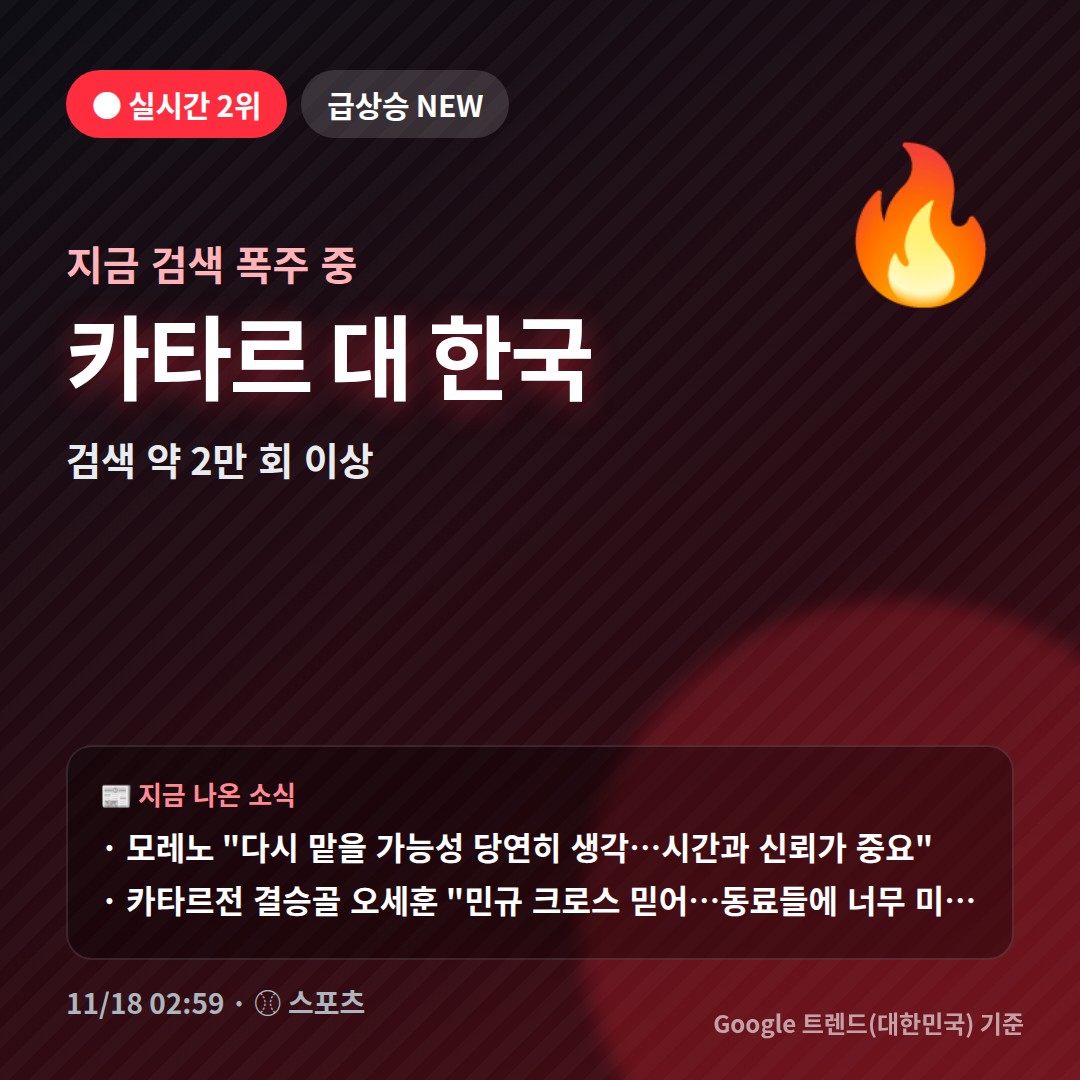 실시간 2위
급상승 NEW
지금 검색 폭주 중
카타르 대 한국
검색 약 2만 회 이상
지금 나온 소식
· 모레노 "다시 맡을 가능성 당연히 생각…시간과 신뢰가 중요"
· 카타르전 결승골 오세훈 "민규 크로스 믿어…동료들에 너무 미…
11/18 02:59 · ⚾ 스포츠
Google 트렌드(대한민국) 기준